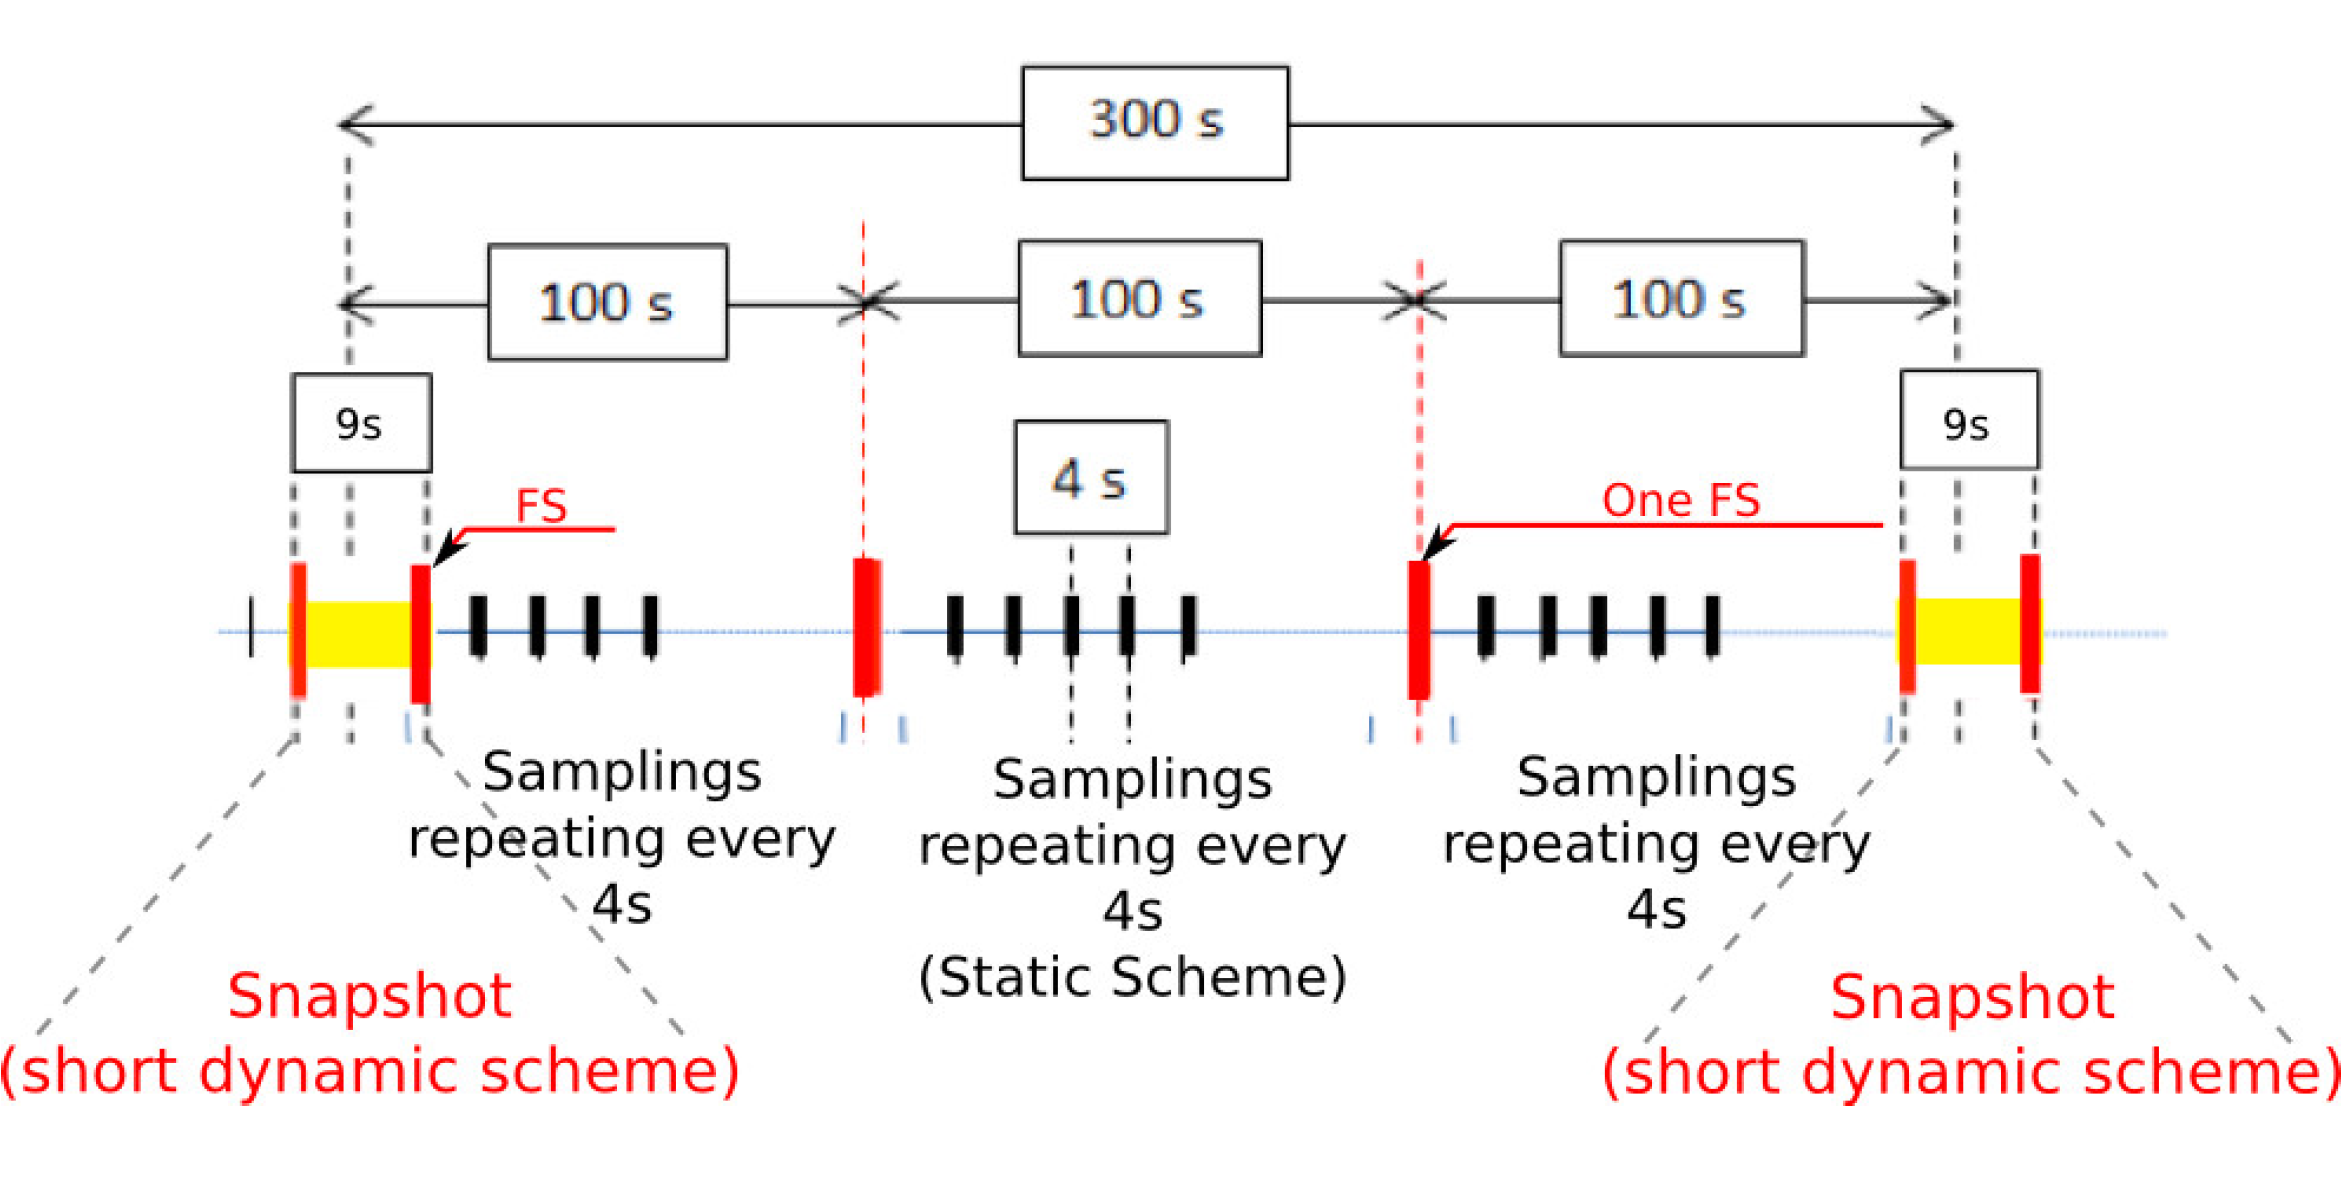 300 s
100 s
100 s
100 s
9s
9s
4 s
FS
One FS
Samplings
repeating every
4s
Samplings
repeating every
4s
(Static Scheme)
Samplings
repeating every
4s
Snapshot
(short dynamic scheme)
Snapshot
(short dynamic scheme)